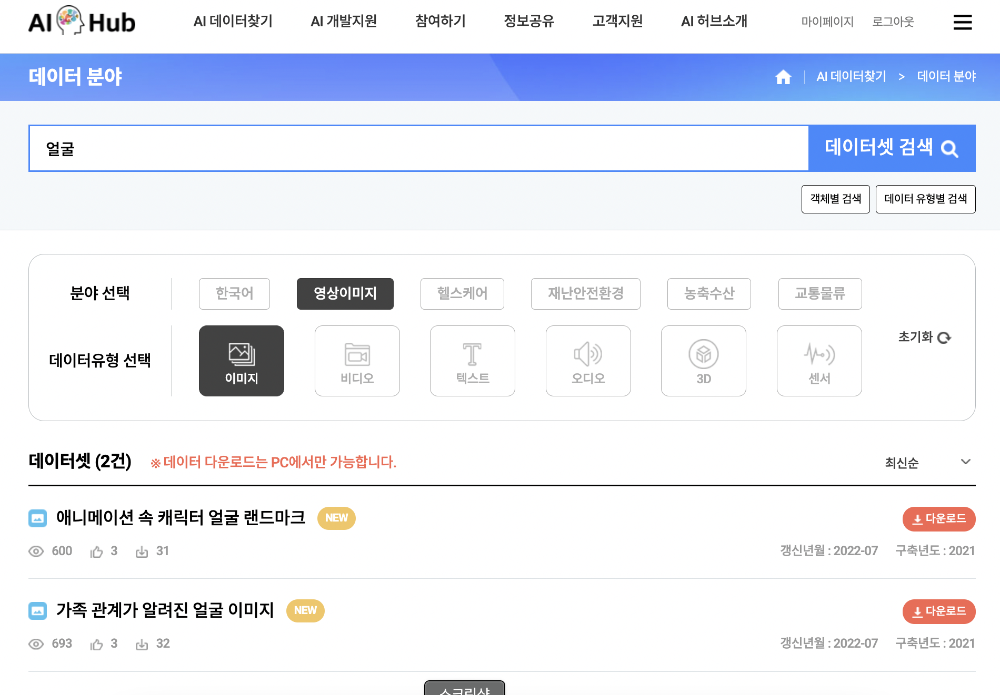 AI Hub
AI 데이터찾기 AI 개발지원 참여하기 정보공유 고객지원 AI 허브소개 마이페이지 로그아웃
데이터 분야
AI 데이터찾기 > 데이터 분야
얼굴
데이터셋 검색
객체별 검색 데이터 유형별 검색
분야 선택 한국어 영상이미지 헬스케어 재난안전환경 농축수산 교통물류
초기화
데이터유형 선택 이미지 비디오 텍스트 오디오 3D 센서
데이터셋 (2건) ※ 데이터 다운로드는 PC에서만 가능합니다. 최신순
애니메이션 속 캐릭터 얼굴 랜드마크 NEW 다운로드
600 3 31 갱신년월 : 2022-07 구축년도 : 2021
가족 관계가 알려진 얼굴 이미지 NEW 다운로드
693 3 32 갱신년월 : 2022-07 구축년도 : 2021
스크린샷